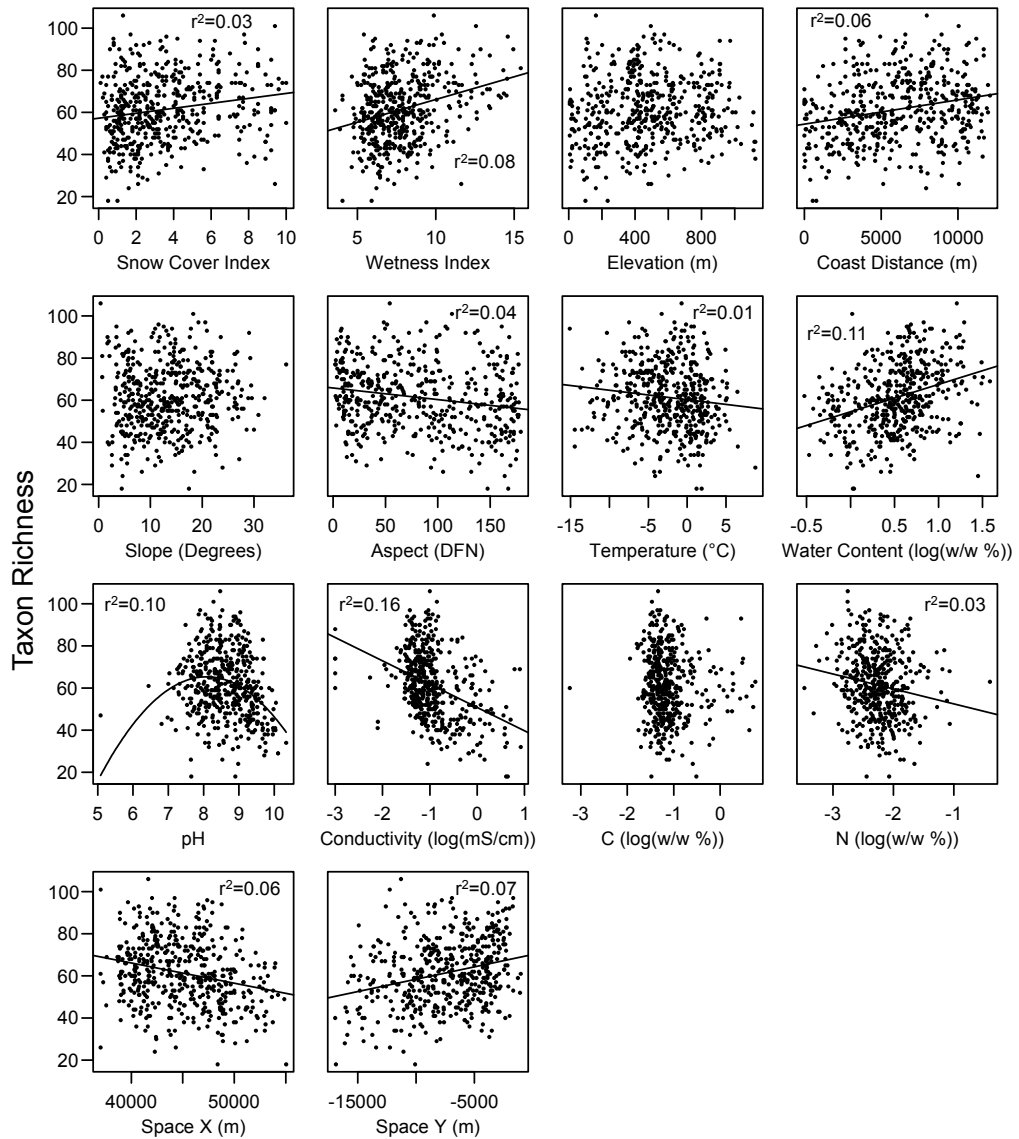 Taxon Richness
r²=0.03
100
80
60
40
20
0 2 4 6 8 10
Snow Cover Index
r²=0.08
5 10 15
Wetness Index
0 400 800
Elevation (m)
r²=0.06
0 5000 10000
Coast Distance (m)
100
80
60
40
20
0 10 20 30
Slope (Degrees)
r²=0.04
0 50 100 150
Aspect (DFN)
r²=0.01
-15 -5 0 5
Temperature (°C)
r²=0.11
-0.5 0.5 1.0 1.5
Water Content (log(w/w %))
r²=0.10
100
80
60
40
20
5 6 7 8 9 10
pH
r²=0.16
-3 -2 -1 0 1
Conductivity (log(mS/cm))
-3 -2 -1 0
C (log(w/w %))
r²=0.03
-3 -2 -1
N (log(w/w %))
r²=0.06
100
80
60
40
20
40000 50000
Space X (m)
r²=0.07
-15000 -5000
Space Y (m)